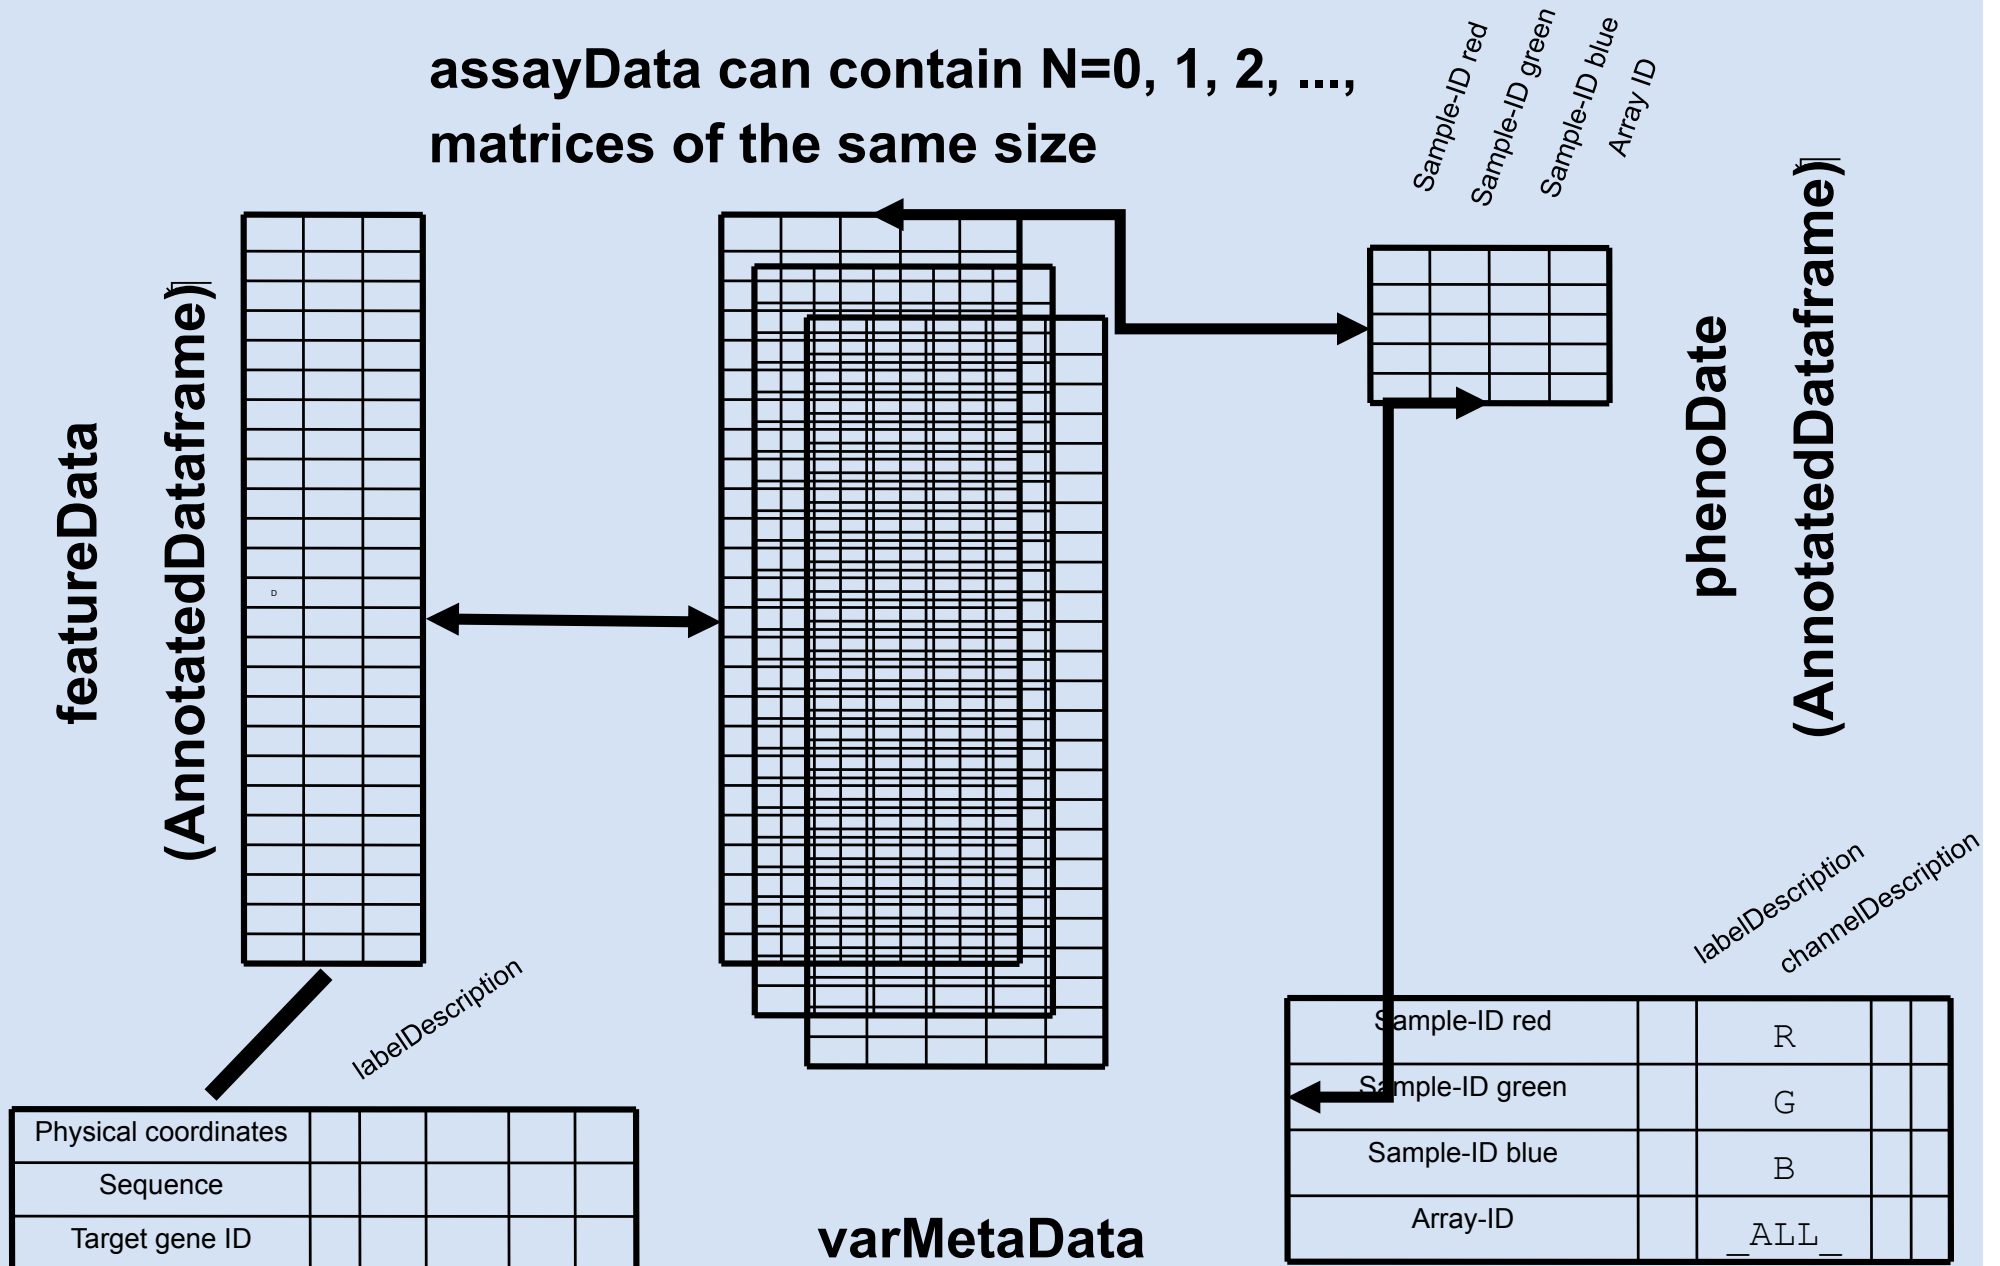 assayData can contain N=0, 1, 2, ...,
matrices of the same size
Sample-ID red
Sample-ID green
Sample-ID blue
Array ID
featureData
(AnnotatedDataframe)
D
phenoDate
(AnnotatedDataframe)
labelDescription
Physical coordinates
Sequence
Target gene ID
varMetaData
labelDescription
channelDescription
Sample-ID red
R
Sample-ID green
G
Sample-ID blue
B
Array-ID
_ALL_